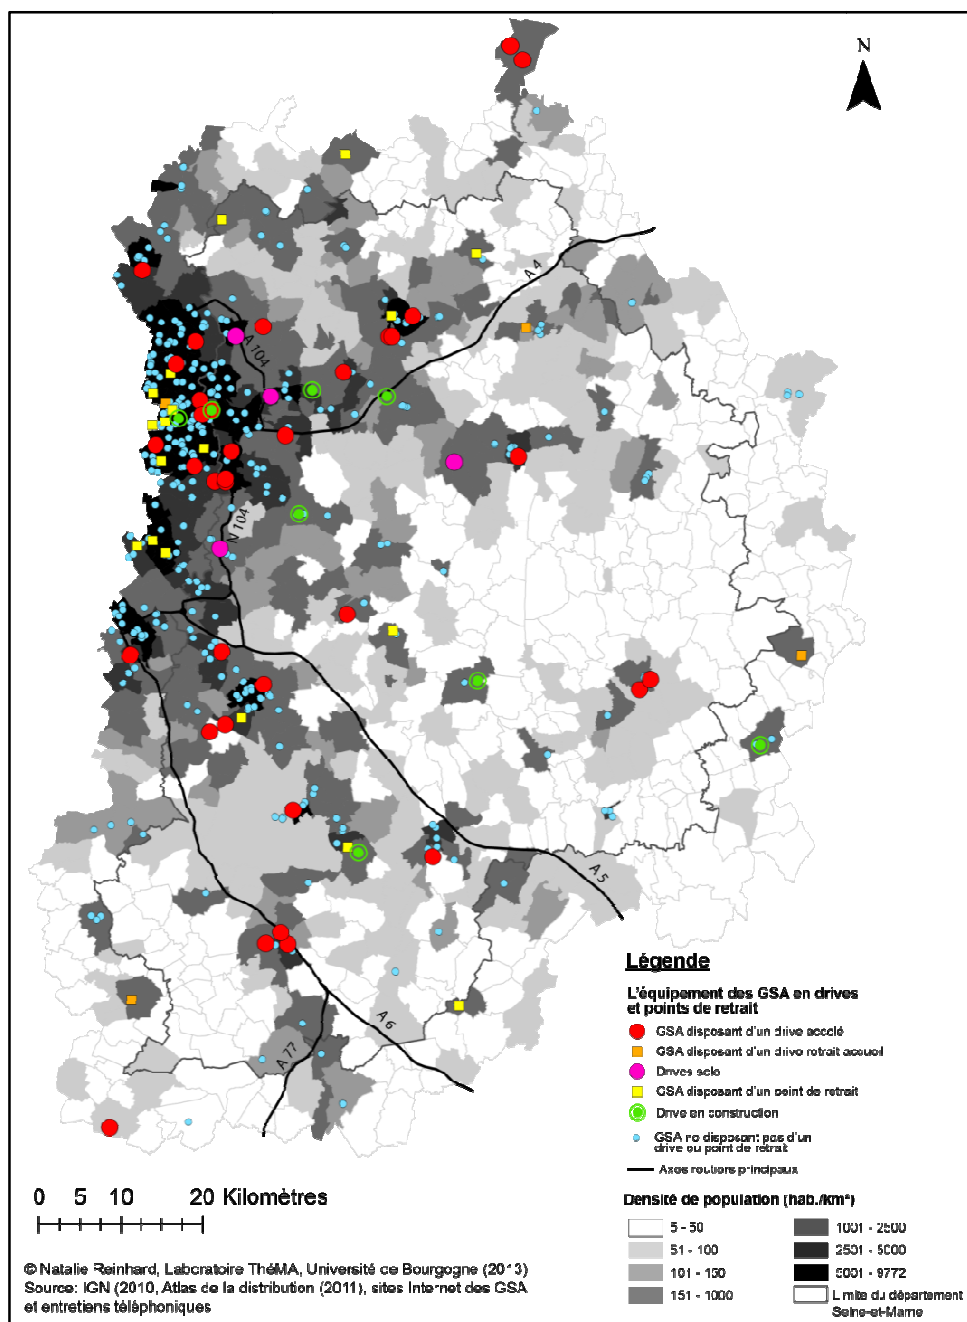 N
A 4
A 104
N 104
A 5
A 6
A 77
Légende
L'équipement des GSA en drives
et points de retrait
GSA disposant d'un drive accolé
GSA disposant d'un drive retrait accueil
Drives solo
GSA disposant d'un point de retrait
Drive en construction
GSA ne disposant pas d'un
drive ou point de retrait
Axes routiers principaux
0 5 10 20 Kilomètres
Densité de population (hab./km²)
5 - 50
51 - 100
101 - 150
151 - 1000
1001 - 2500
2501 - 5000
5001 - 9772
Limite du département
Seine-et-Marne
© Natalie Reinhard, Laboratoire ThéMA, Université de Bourgogne (2013)
Source: IGN (2010, Atlas de la distribution (2011), sites Internet des GSA
et entretiens téléphoniques